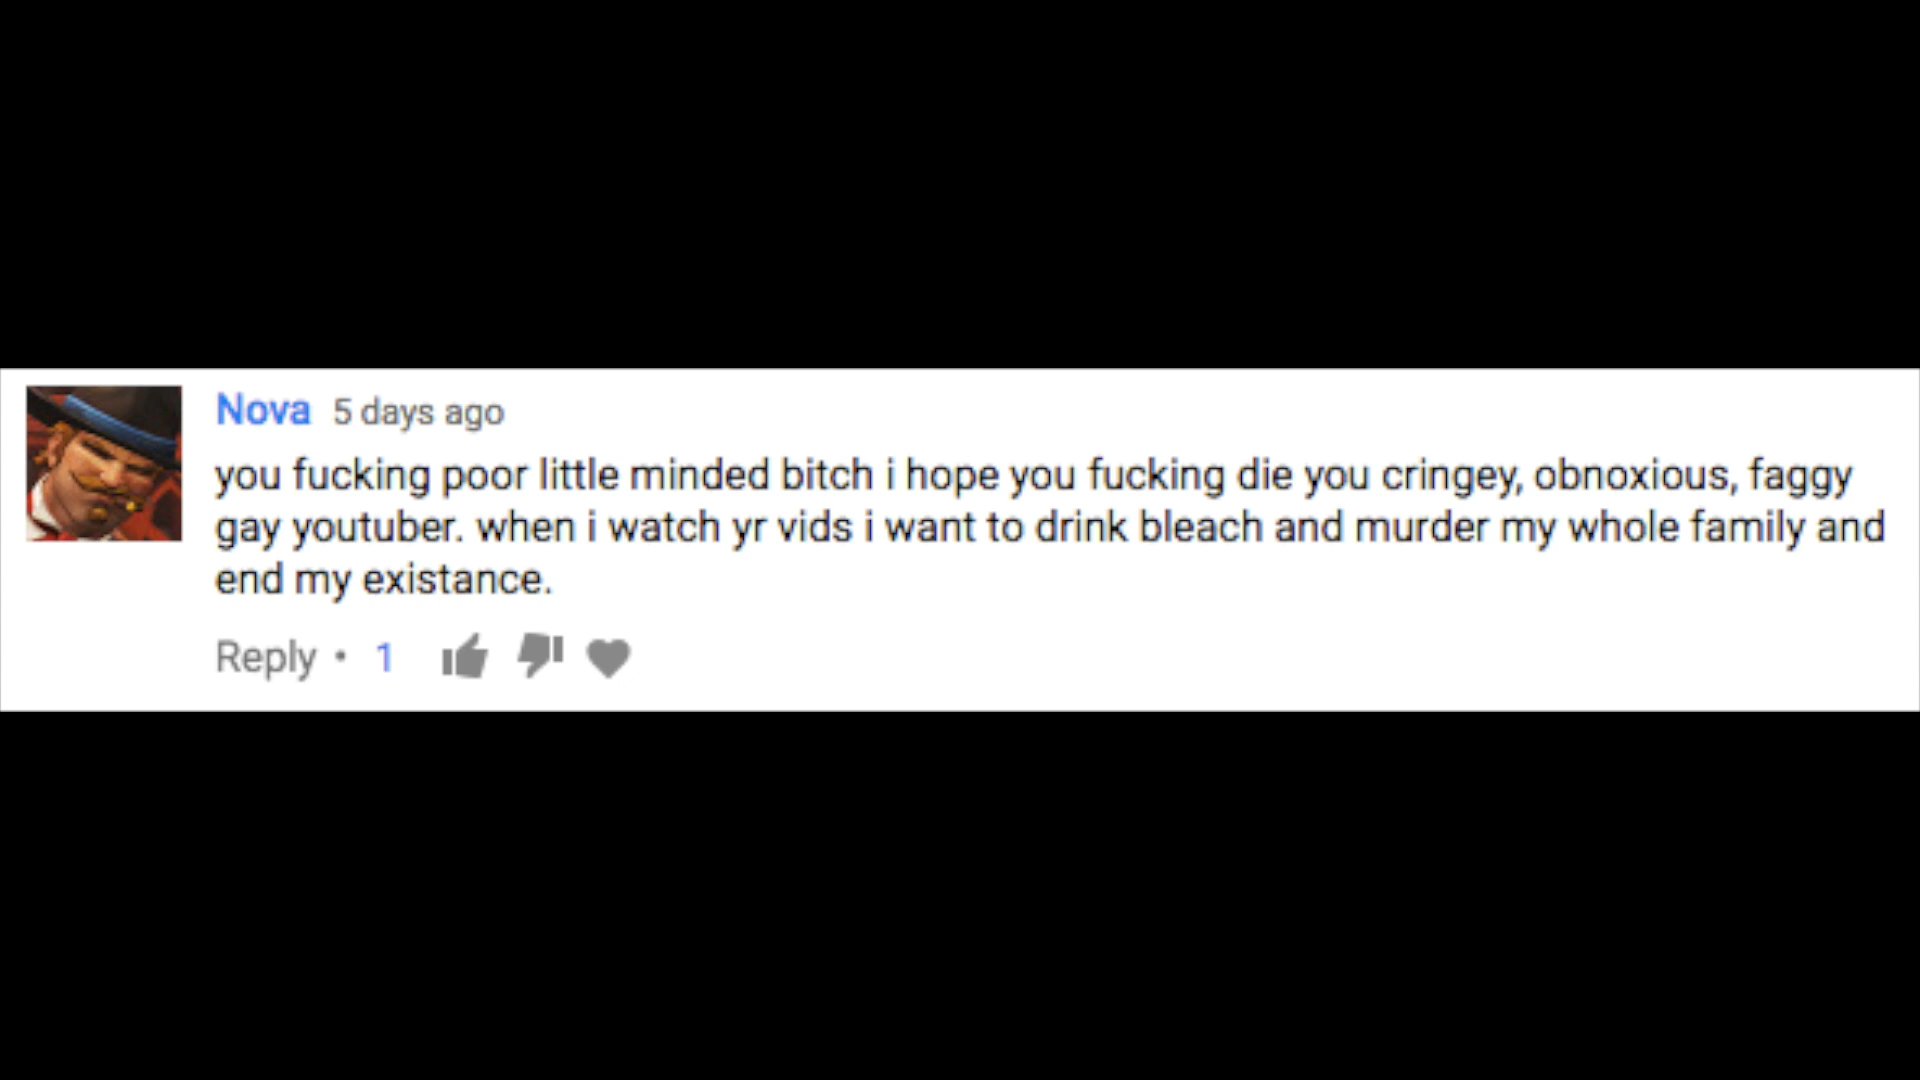 Nova 5 days ago
you fucking poor little minded bitch i hope you fucking die you cringey, obnoxious, faggy
gay youtuber. when i watch yr vids i want to drink bleach and murder my whole family and
end my existance.
Reply • 1